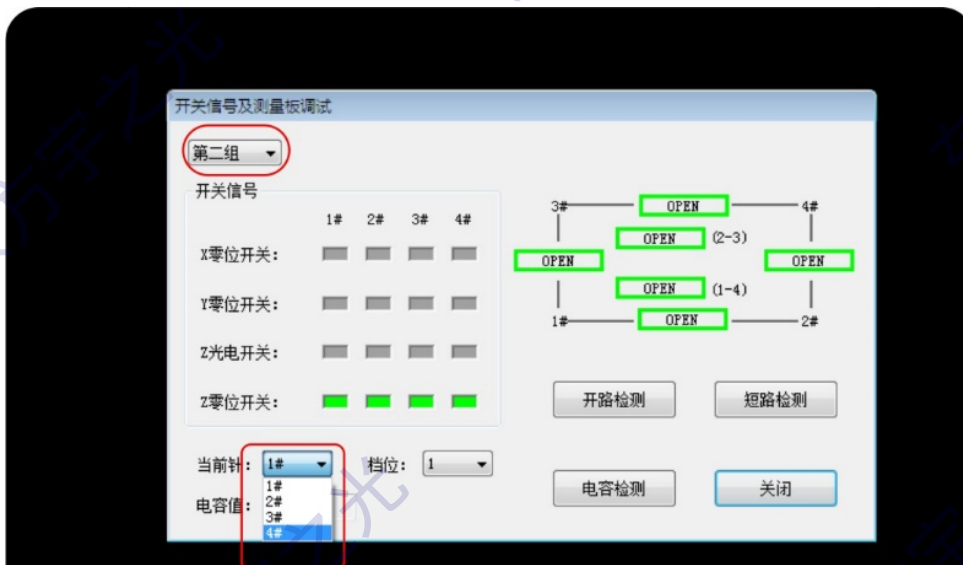 开关信号及测量板调试
第二组
开关信号
1# 2# 3# 4#
X零位开关：
Y零位开关：
Z光电开关：
Z零位开关：
3# OPEN 4#
OPEN (2-3)
OPEN OPEN
OPEN (1-4)
1# OPEN 2#
开路检测 短路检测
当前针： 1# 档位： 1
1#
2#
3#
4#
电容值：
电容检测 关闭